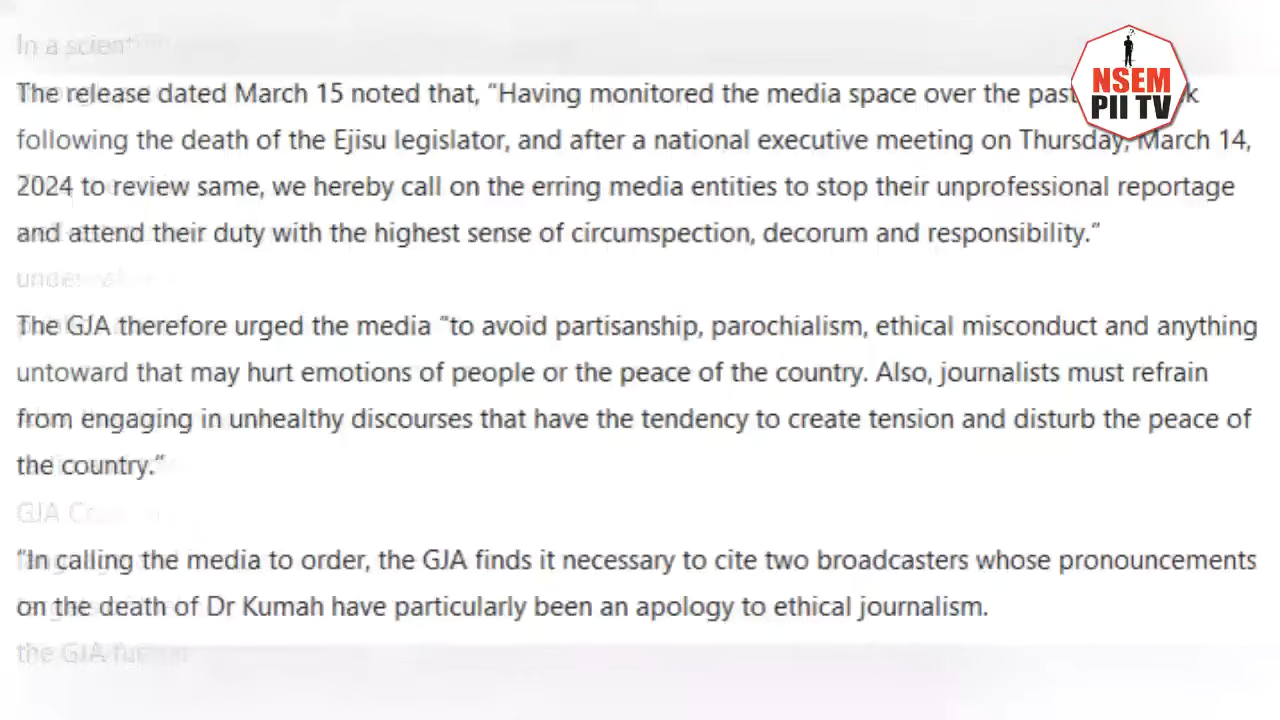 In a scien
The release dated March 15 noted that, “Having monitored the media space over the past k
following the death of the Ejisu legislator, and after a national executive meeting on Thursday, March 14,
2024 to review same, we hereby call on the erring media entities to stop their unprofessional reportage
and attend their duty with the highest sense of circumspection, decorum and responsibility.”
The GJA therefore urged the media “to avoid partisanship, parochialism, ethical misconduct and anything
untoward that may hurt emotions of people or the peace of the country. Also, journalists must refrain
from engaging in unhealthy discourses that have the tendency to create tension and disturb the peace of
the country.”
GJA
“In calling the media to order, the GJA finds it necessary to cite two broadcasters whose pronouncements
on the death of Dr Kumah have particularly been an apology to ethical journalism.
the GJA
NSEM
PII TV